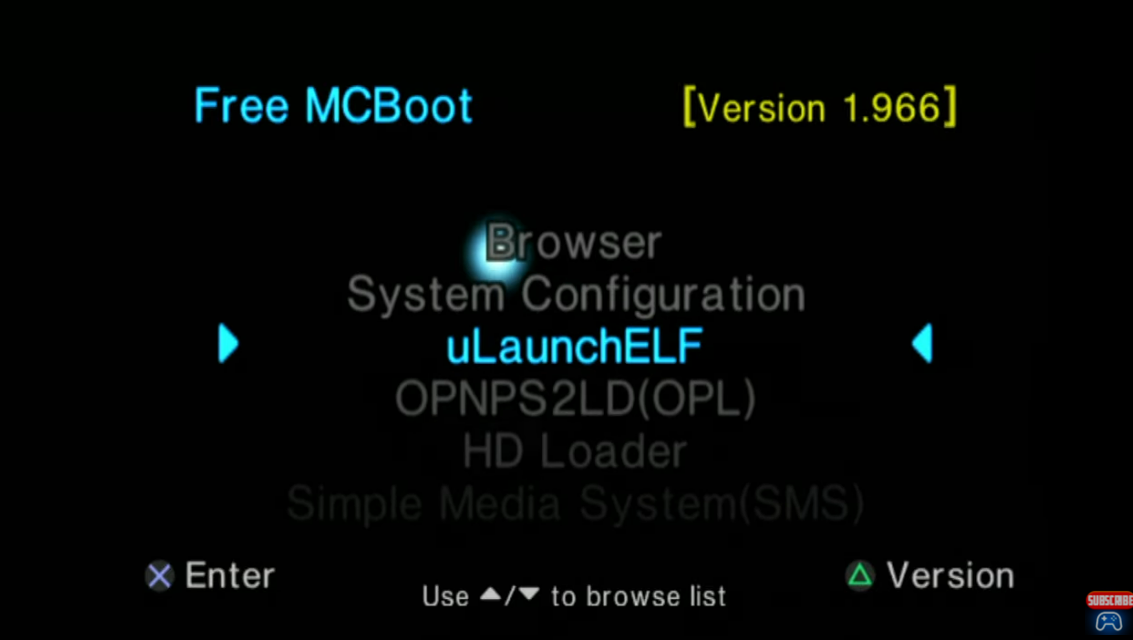 Free MCBoot [Version 1.966]
Browser
System Configuration
uLaunchELF
OPNPS2LD(OPL)
HD Loader
Simple Media System(SMS)
Enter
Use ▲/▼ to browse list
Version
SUBSCRIBE